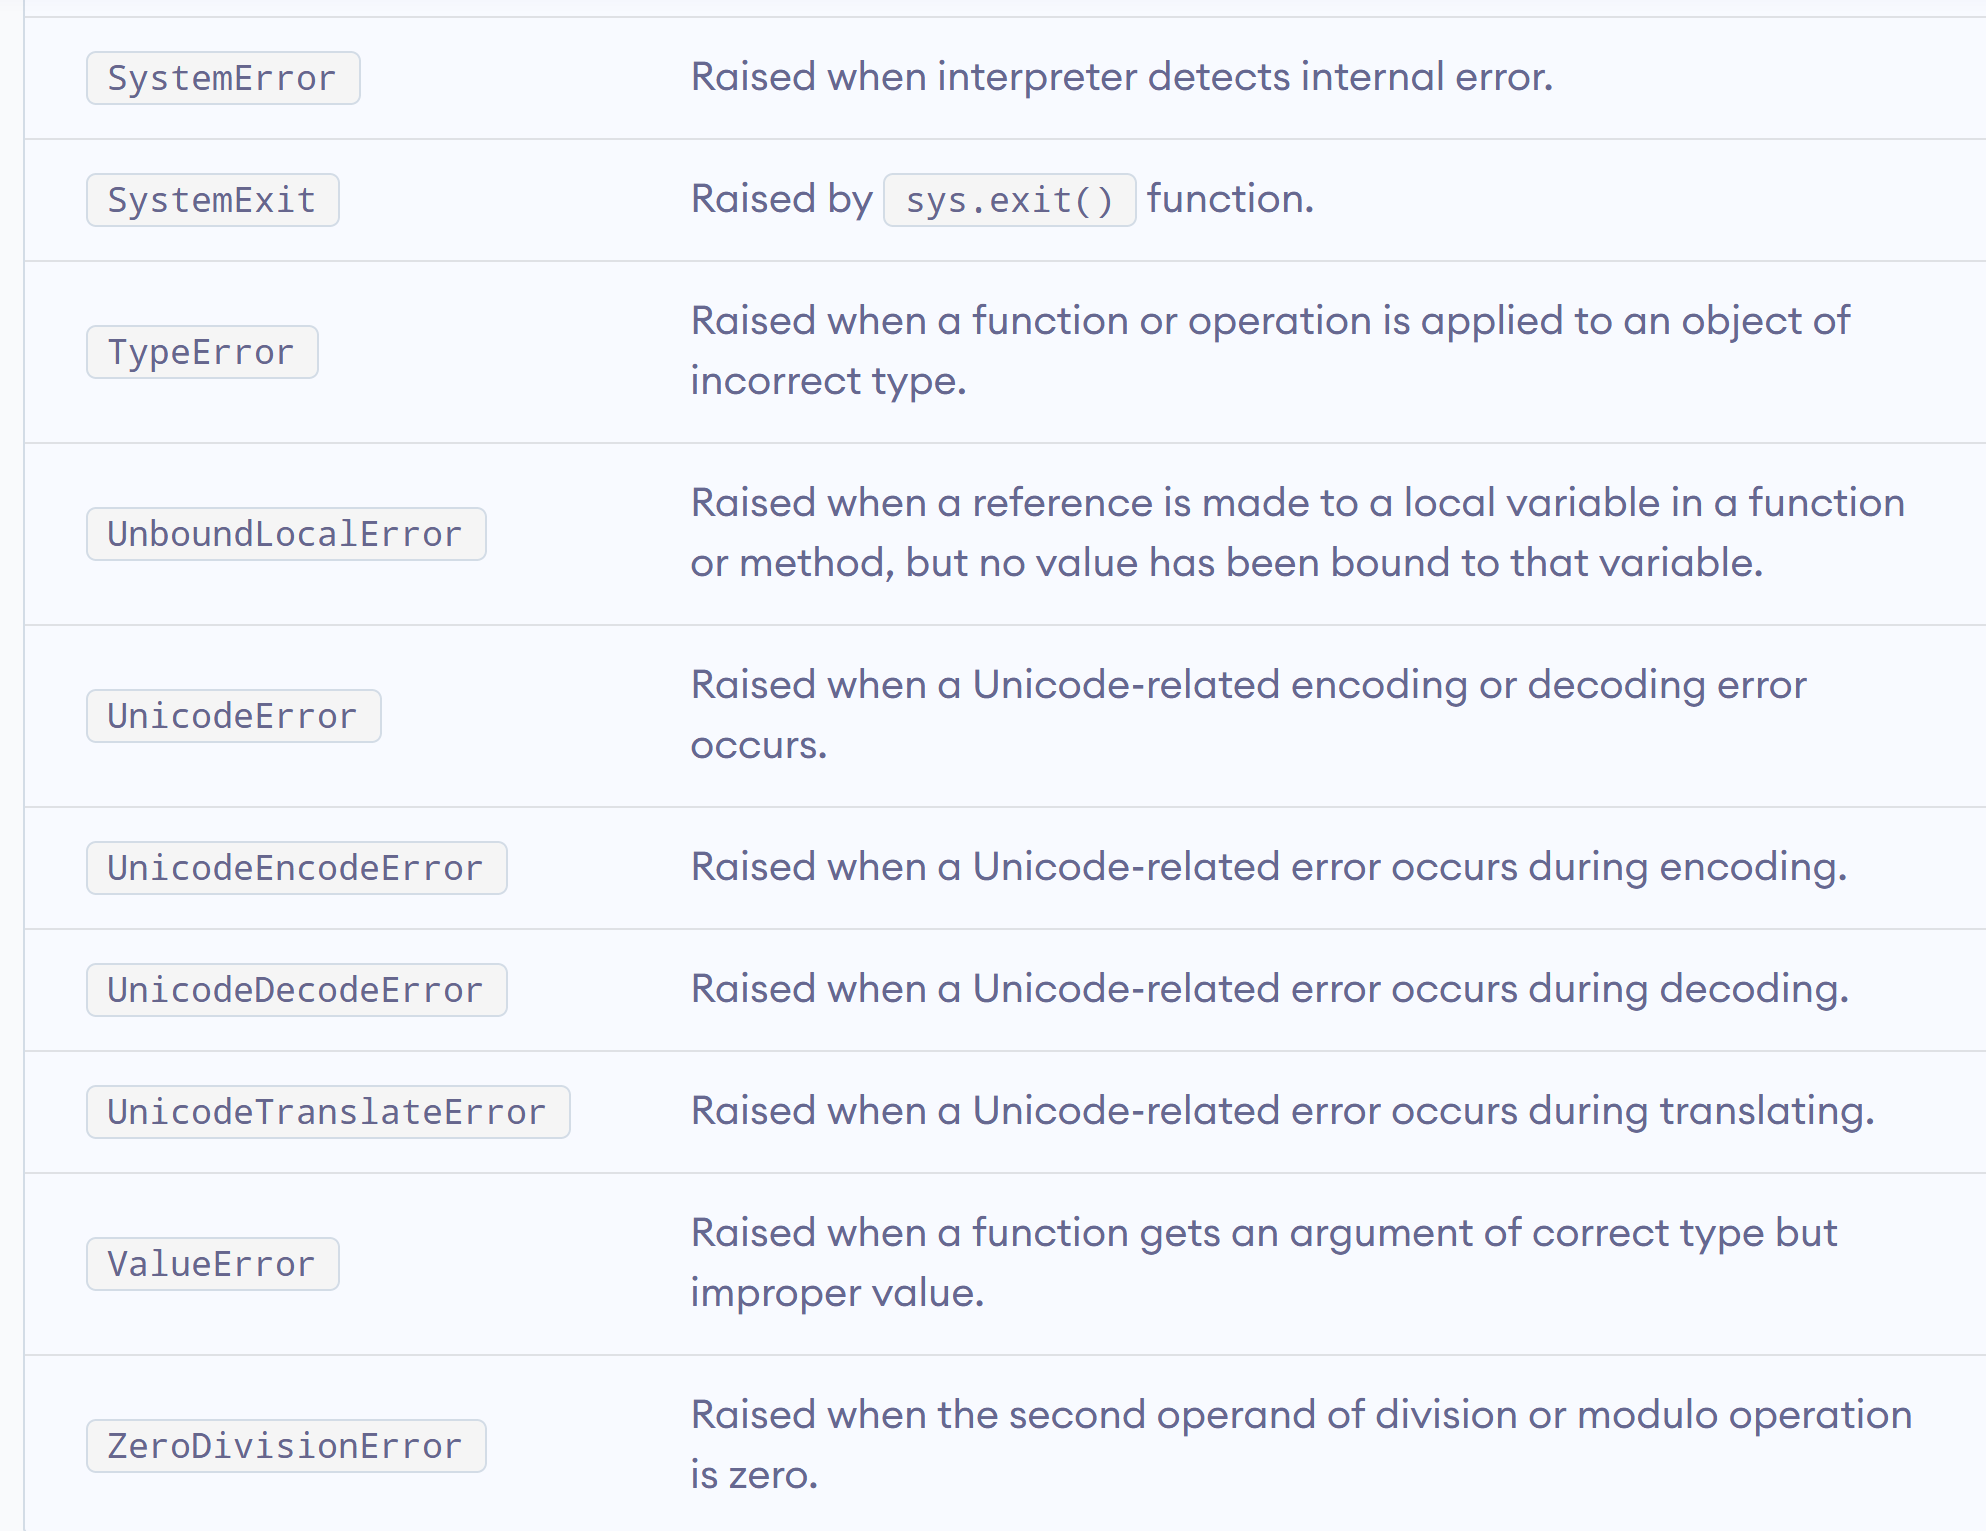 SystemError
Raised when interpreter detects internal error.
SystemExit
Raised by sys.exit() function.
TypeError
Raised when a function or operation is applied to an object of
incorrect type.
UnboundLocalError
Raised when a reference is made to a local variable in a function
or method, but no value has been bound to that variable.
UnicodeError
Raised when a Unicode-related encoding or decoding error
occurs.
UnicodeEncodeError
Raised when a Unicode-related error occurs during encoding.
UnicodeDecodeError
Raised when a Unicode-related error occurs during decoding.
UnicodeTranslateError
Raised when a Unicode-related error occurs during translating.
ValueError
Raised when a function gets an argument of correct type but
improper value.
ZeroDivisionError
Raised when the second operand of division or modulo operation
is zero.